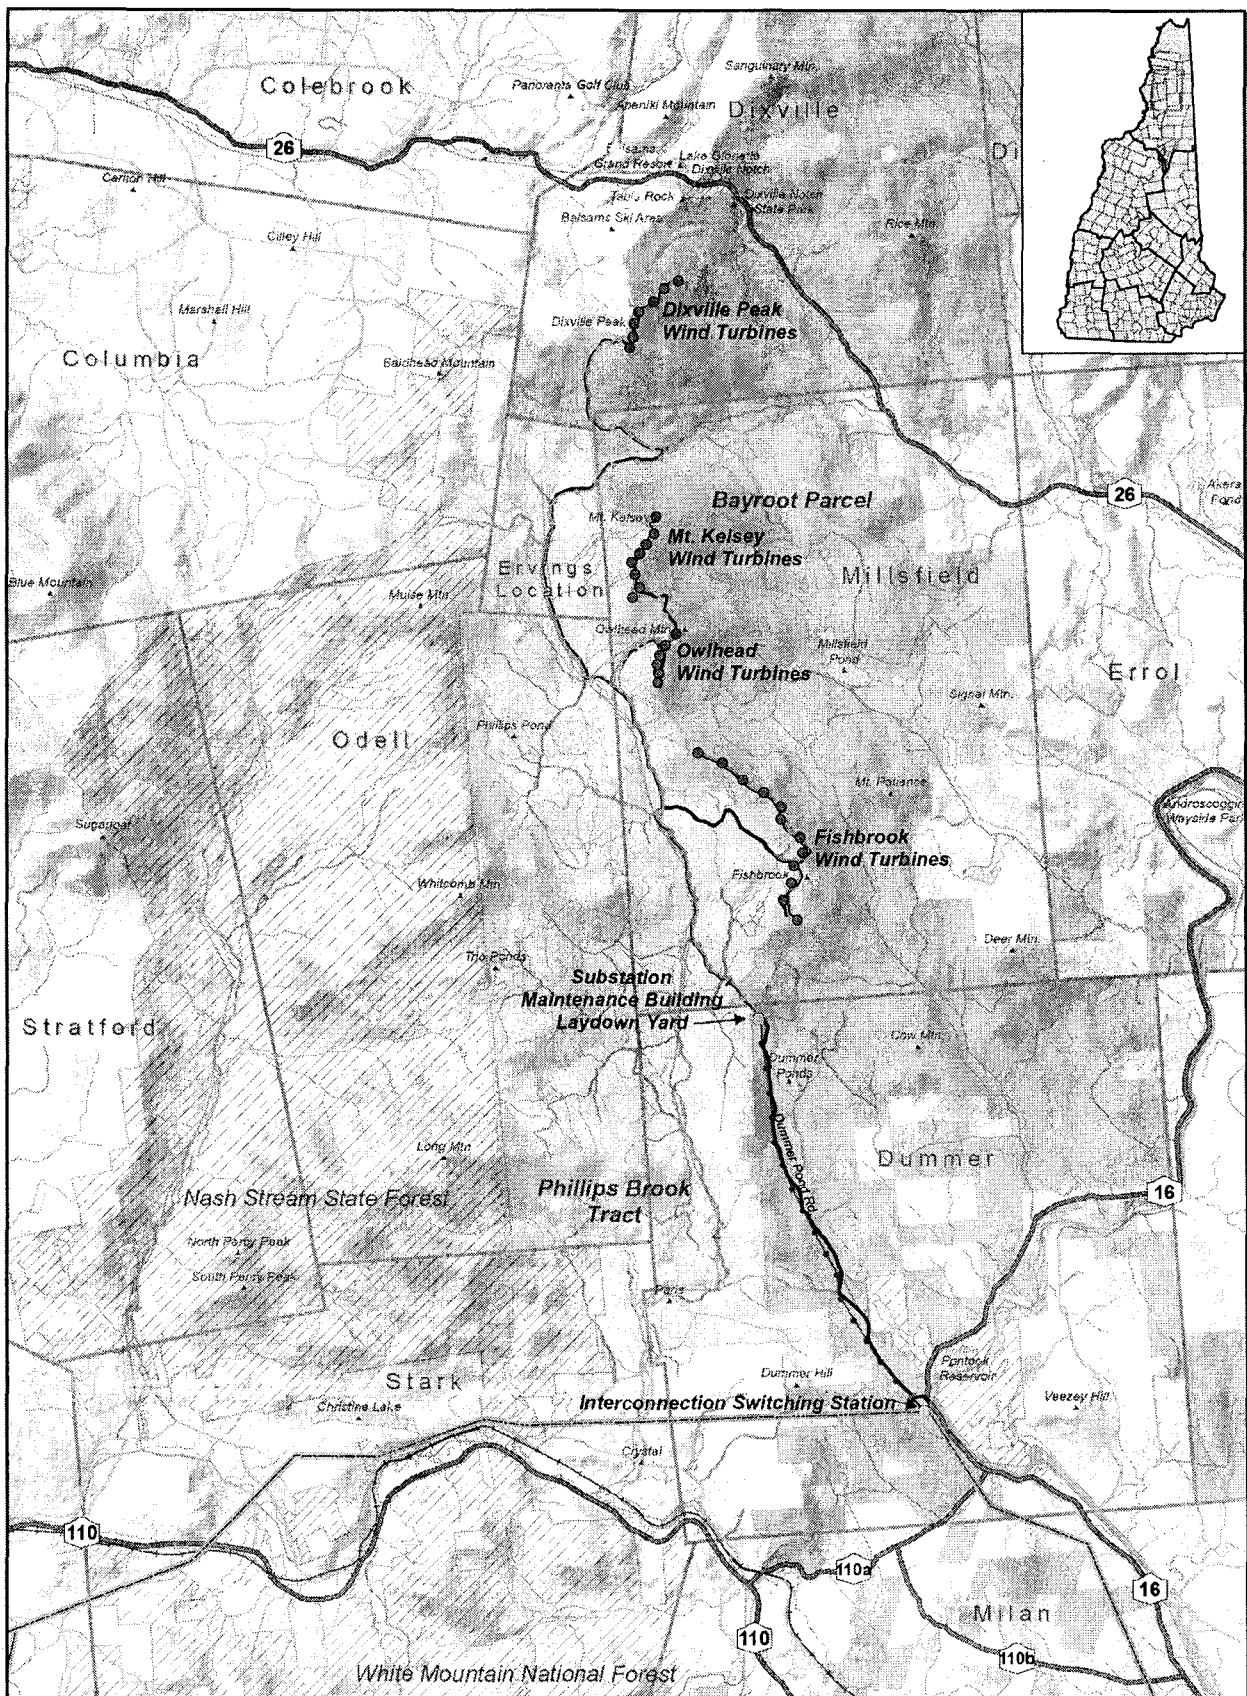 Sanguinary Mtn.
Colebrook
Panorama Golf Club
Abeniki Mountain
Dixville
26
Di
Grand Resort
Lake Gloriette
Dixville Notch
Canton Hill
Table Rock
Dixville Notch
State Park
Balsams Ski Area
Rice Mtn.
Cilley Hill
Marshall Hill
Dixville Peak
Dixville Peak
Wind Turbines
Columbia
Baldhead Mountain
Bayroot Parcel
26
Akers
Pond
Mt. Kelsey
Mt. Kelsey
Wind Turbines
Ervings
Location
Millsfield
Blue Mountain
Muise Mtn.
Owlhead Mtn.
Owlhead
Wind Turbines
Millsfield
Pond
Errol
Signal Mtn.
Phillips Pond
Odell
Mt. Patience
Androscoggin
Wayside Park
Sugarloaf
Fishbrook
Wind Turbines
Fishbrook
Whitcomb Mtn.
Deer Mtn.
Trio Ponds
Substation
Maintenance Building
Laydown Yard
Stratford
Cow Mtn.
Dummer
Ponds
Dummer Pond Rd
Long Mtn
Dummer
Phillips Brook
Tract
Nash Stream State Forest
16
North Percy Peak
South Percy Peak
Paris
Pontook
Reservoir
Dummer Hill
Stark
Veezey Hill
Interconnection Switching Station
Christine Lake
Crystal
110
110a
16
Milan
110
110b
White Mountain National Forest